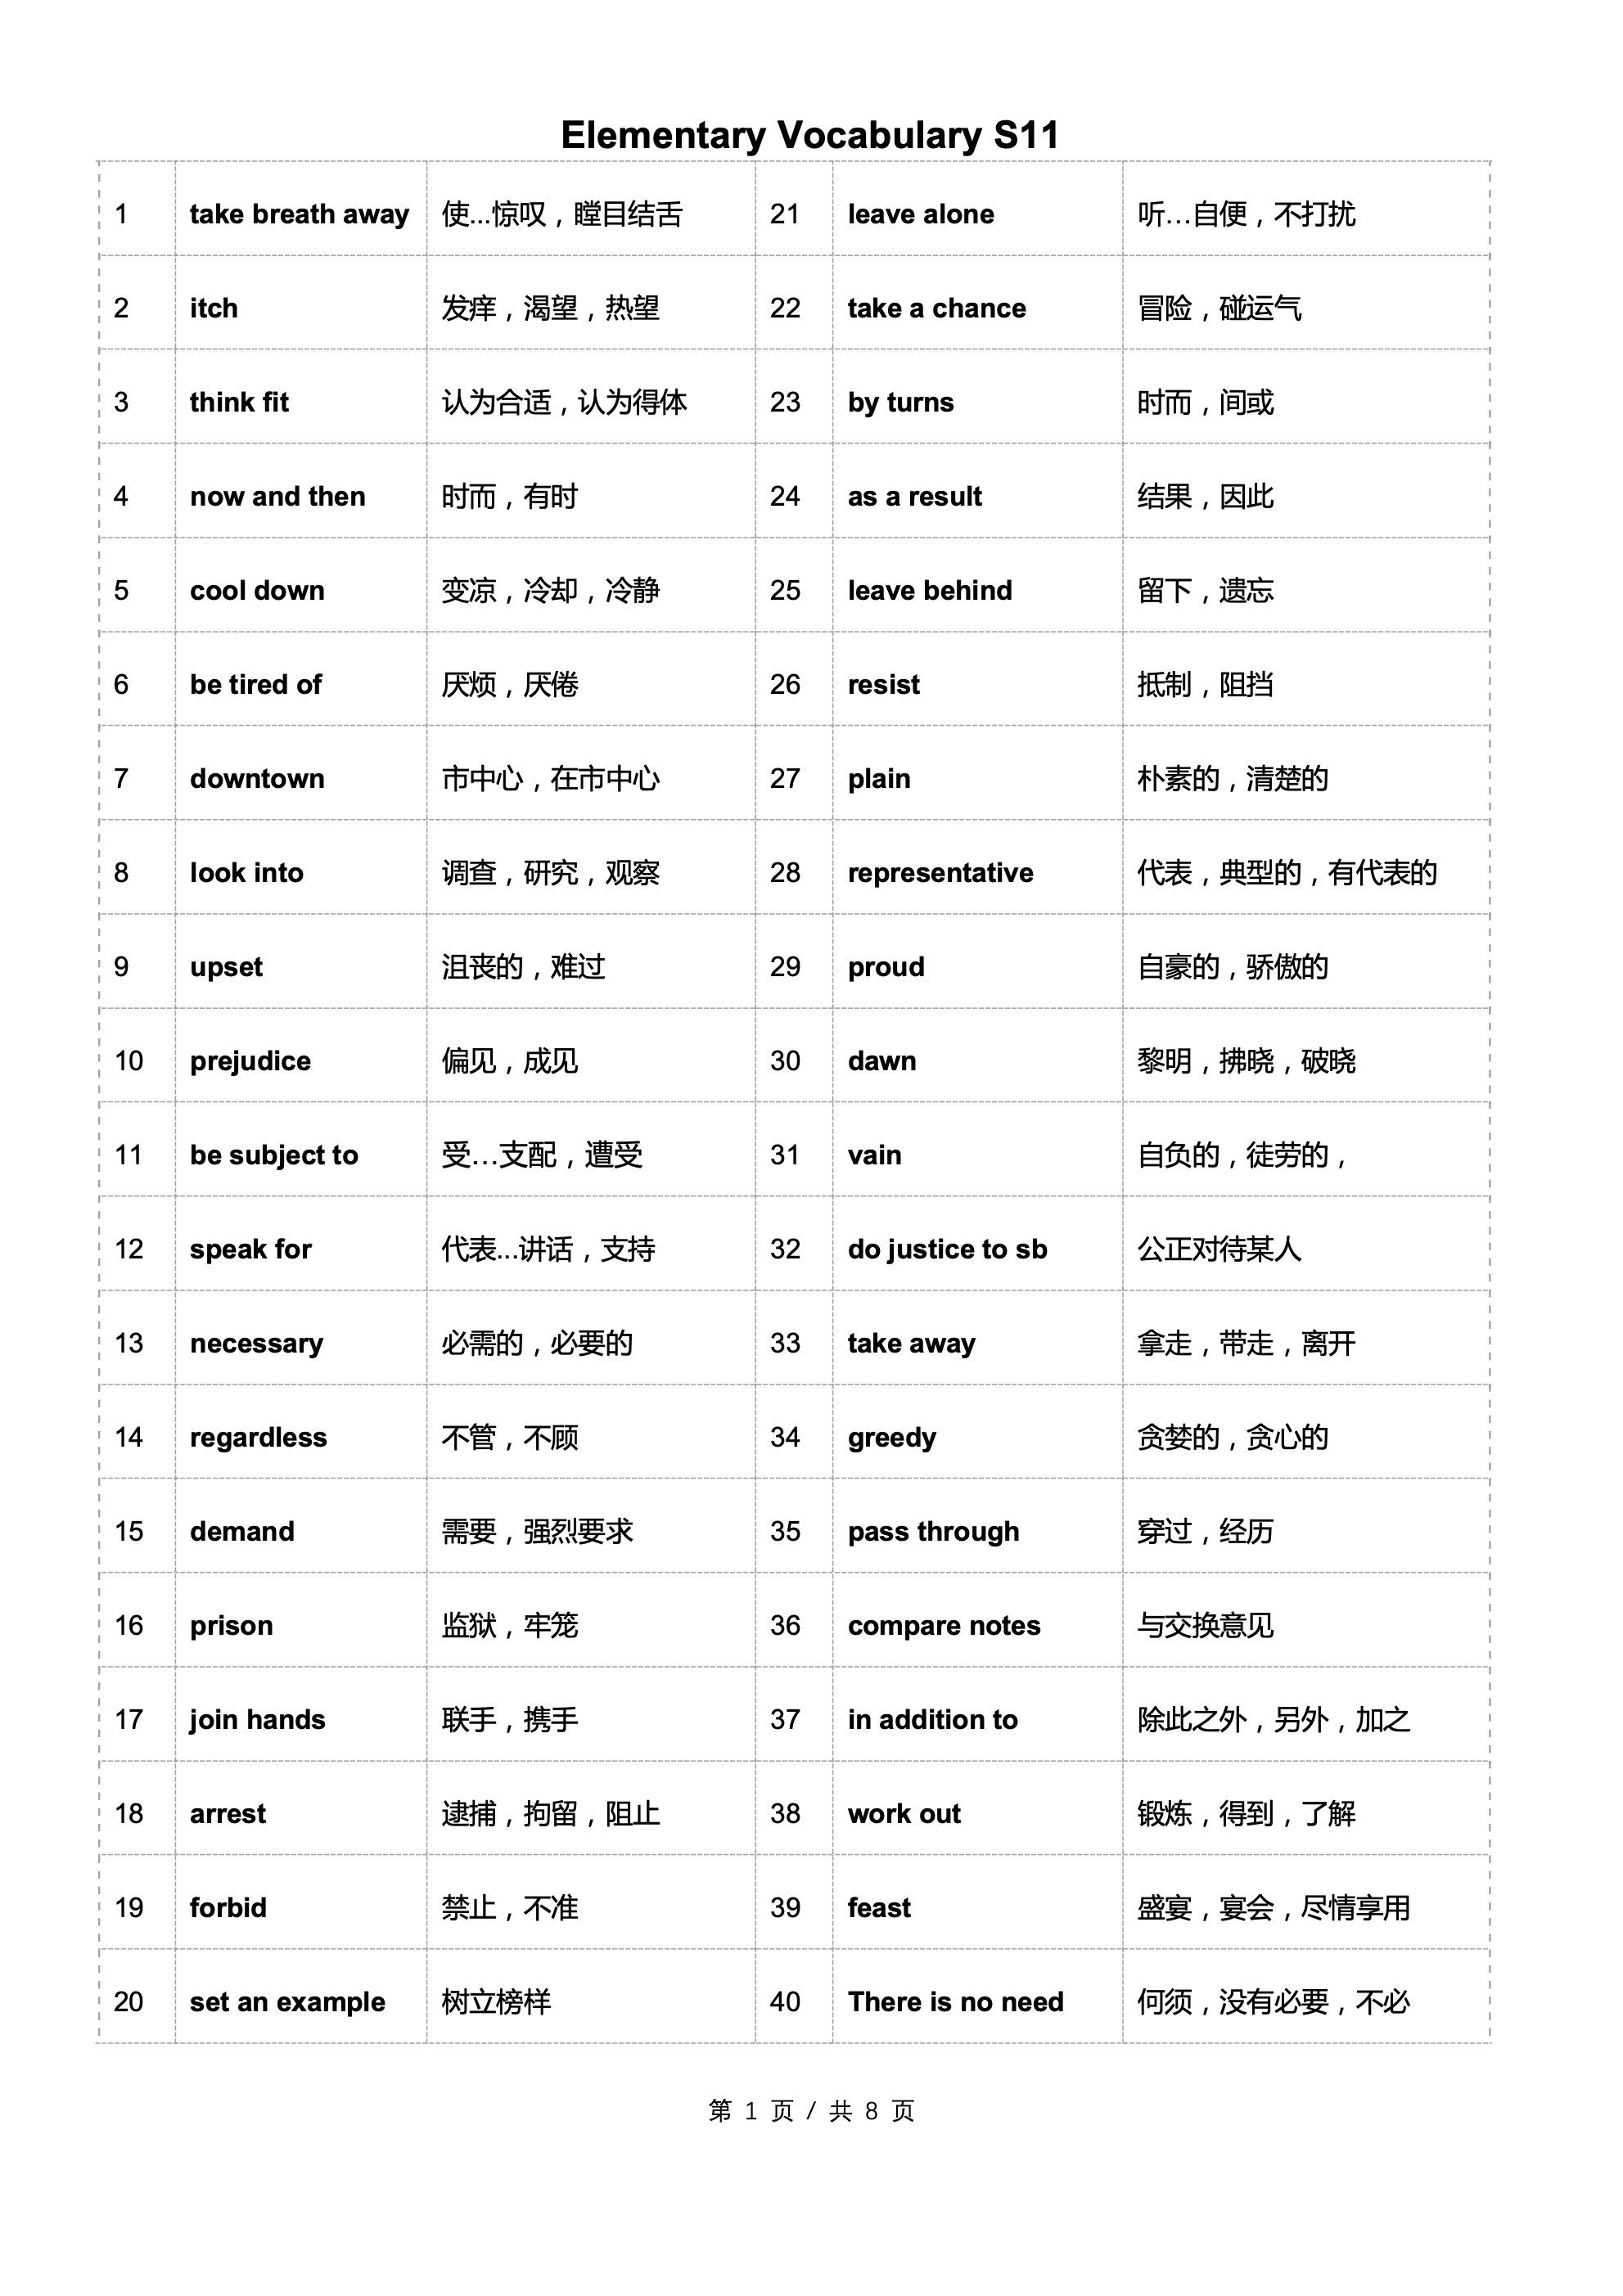 Elementary Vocabulary S11
1 take breath away 使...惊叹，瞠目结舌 21 leave alone 听…自便，不打扰
2 itch 发痒，渴望，热望 22 take a chance 冒险，碰运气
3 think fit 认为合适，认为得体 23 by turns 时而，间或
4 now and then 时而，有时 24 as a result 结果，因此
5 cool down 变凉，冷却，冷静 25 leave behind 留下，遗忘
6 be tired of 厌烦，厌倦 26 resist 抵制，阻挡
7 downtown 市中心，在市中心 27 plain 朴素的，清楚的
8 look into 调查，研究，观察 28 representative 代表，典型的，有代表的
9 upset 沮丧的，难过 29 proud 自豪的，骄傲的
10 prejudice 偏见，成见 30 dawn 黎明，拂晓，破晓
11 be subject to 受…支配，遭受 31 vain 自负的，徒劳的，
12 speak for 代表...讲话，支持 32 do justice to sb 公正对待某人
13 necessary 必需的，必要的 33 take away 拿走，带走，离开
14 regardless 不管，不顾 34 greedy 贪婪的，贪心的
15 demand 需要，强烈要求 35 pass through 穿过，经历
16 prison 监狱，牢笼 36 compare notes 与交换意见
17 join hands 联手，携手 37 in addition to 除此之外，另外，加之
18 arrest 逮捕，拘留，阻止 38 work out 锻炼，得到，了解
19 forbid 禁止，不准 39 feast 盛宴，宴会，尽情享用
20 set an example 树立榜样 40 There is no need 何须，没有必要，不必
第 1 页 / 共 8 页